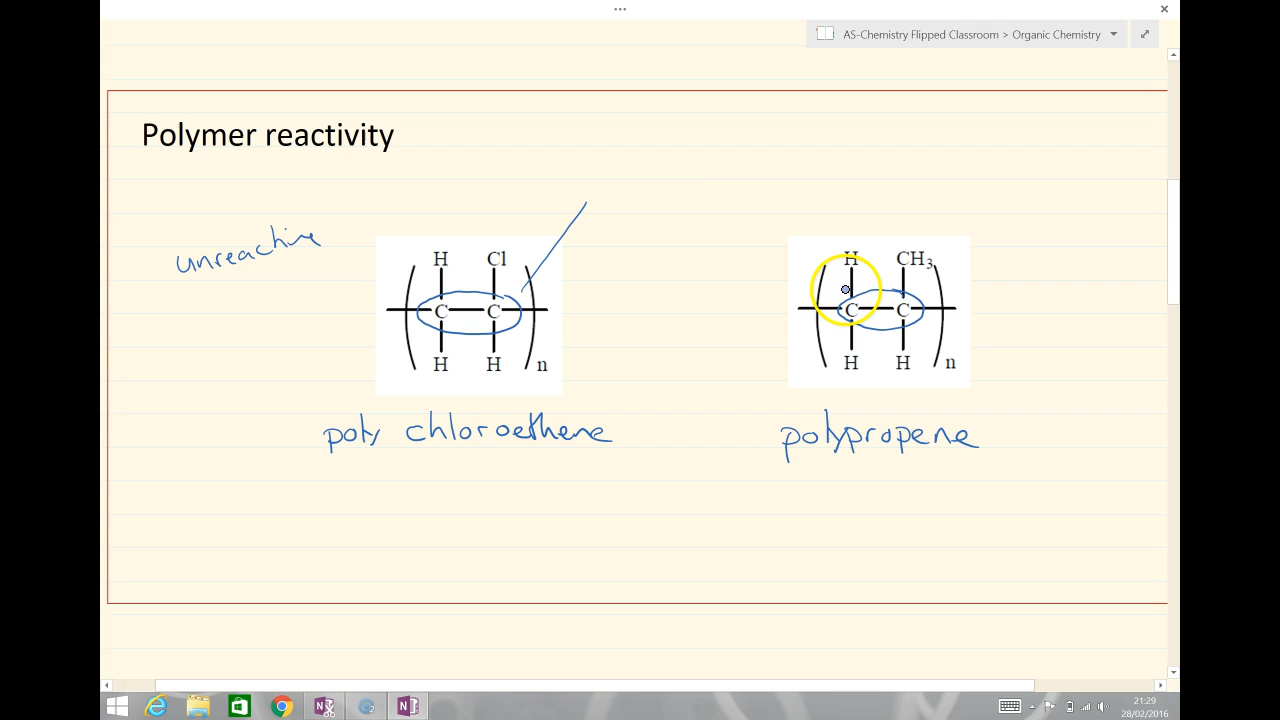 AS-Chemistry Flipped Classroom > Organic Chemistry
Polymer reactivity
unreactive
H Cl
C C
H H n
H CH₃
C C
H H n
poly chloroethene
polypropene
21:29
28/02/2016